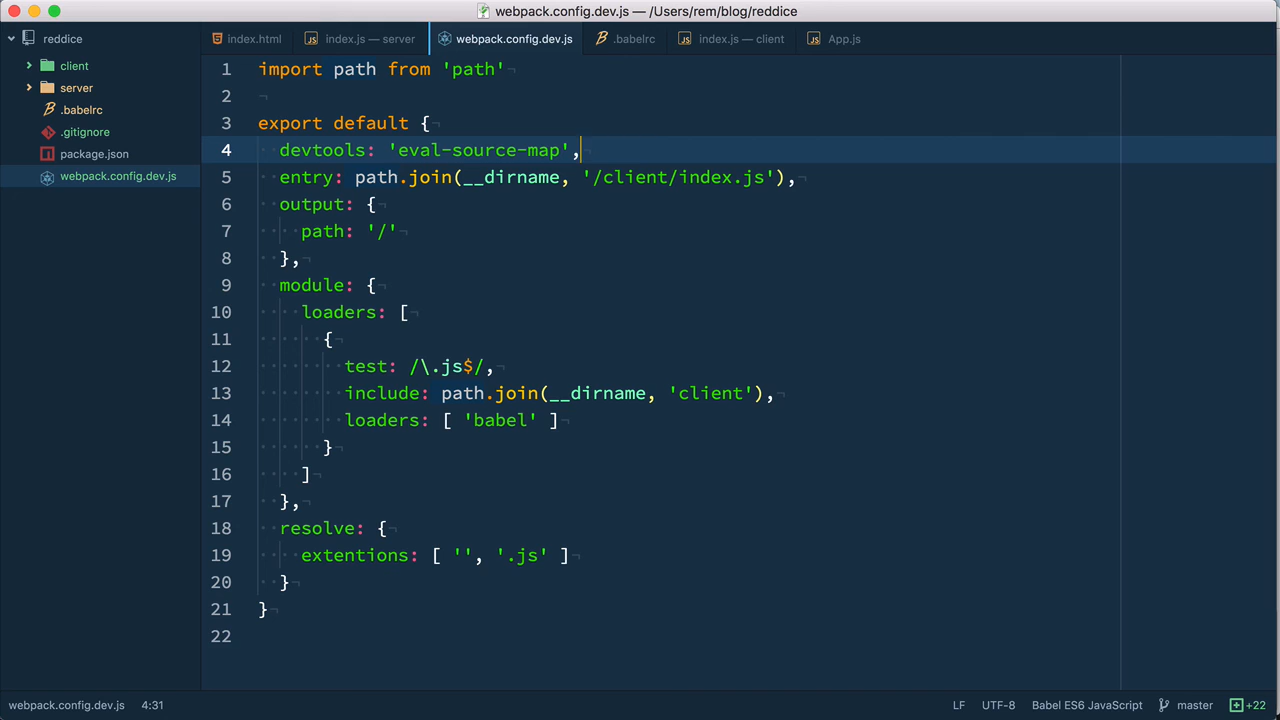 webpack.config.dev.js — /Users/rem/blog/reddice
reddice
client
server
.babelrc
.gitignore
package.json
webpack.config.dev.js
index.html
index.js — server
webpack.config.dev.js
.babelrc
index.js — client
App.js
1 import path from 'path'
2
3 export default {
4 devtools: 'eval-source-map',
5 entry: path.join(__dirname, '/client/index.js'),
6 output: {
7 path: '/'
8 },
9 module: {
10 loaders: [
11 {
12 test: /\.js$/,
13 include: path.join(__dirname, 'client'),
14 loaders: [ 'babel' ]
15 }
16 ]
17 },
18 resolve: {
19 extentions: [ '', '.js' ]
20 }
21 }
22
webpack.config.dev.js 4:31
LF UTF-8 Babel ES6 JavaScript master +22